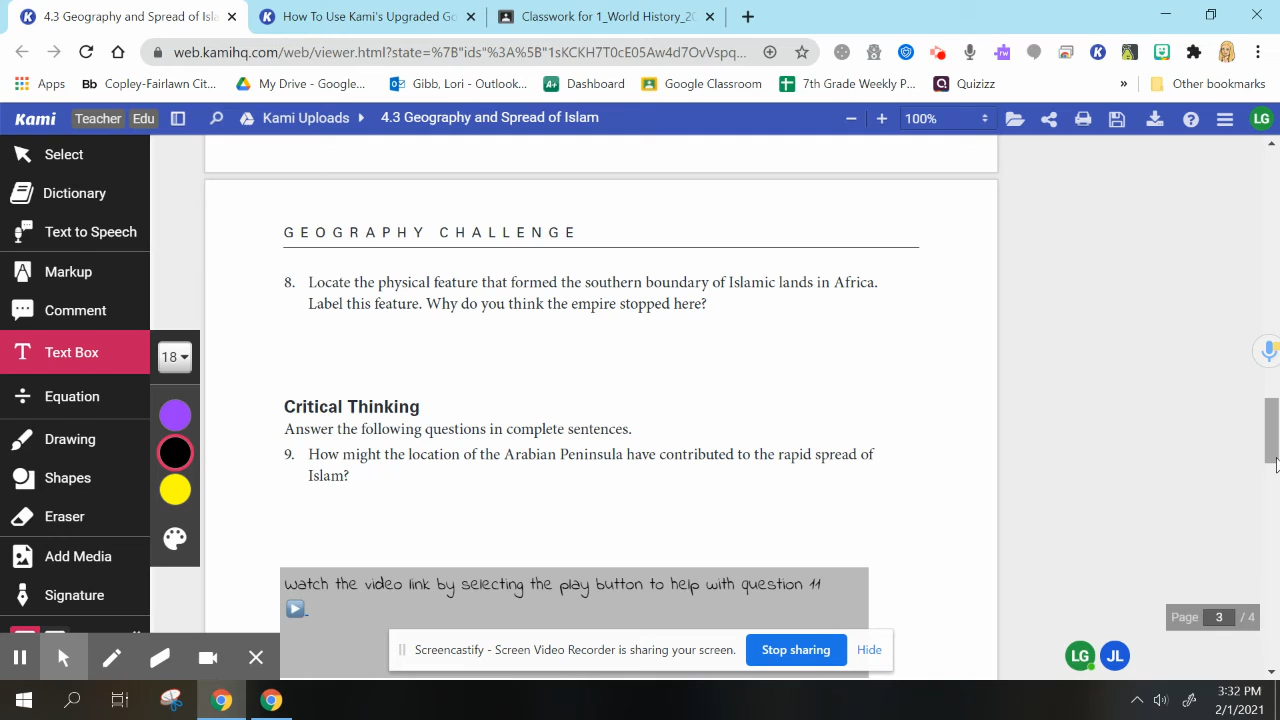 4.3 Geography and Spread of Isla
How To Use Kami's Upgraded Go
Classwork for 1_World History_20
web.kamihq.com/web/viewer.html?state=%7B"ids"%3A%5B"1sKCKH7T0cE05Aw4d7OvVspq...
Apps
Bb Copley-Fairlawn Cit...
My Drive - Google...
Gibb, Lori - Outlook...
A+ Dashboard
Google Classroom
7th Grade Weekly P...
Quizizz
»
Other bookmarks
Kami Teacher Edu
Kami Uploads
4.3 Geography and Spread of Islam
100%
LG
Select
Dictionary
Text to Speech
Markup
Comment
Text Box
Equation
Drawing
Shapes
Eraser
Add Media
Signature
18
GEOGRAPHY CHALLENGE
8. Locate the physical feature that formed the southern boundary of Islamic lands in Africa.
Label this feature. Why do you think the empire stopped here?
Critical Thinking
Answer the following questions in complete sentences.
9. How might the location of the Arabian Peninsula have contributed to the rapid spread of
Islam?
Watch the video link by selecting the play button to help with question 11
Page 3 / 4
Screencastify - Screen Video Recorder is sharing your screen.
Stop sharing
Hide
LG
JL
3:32 PM
2/1/2021